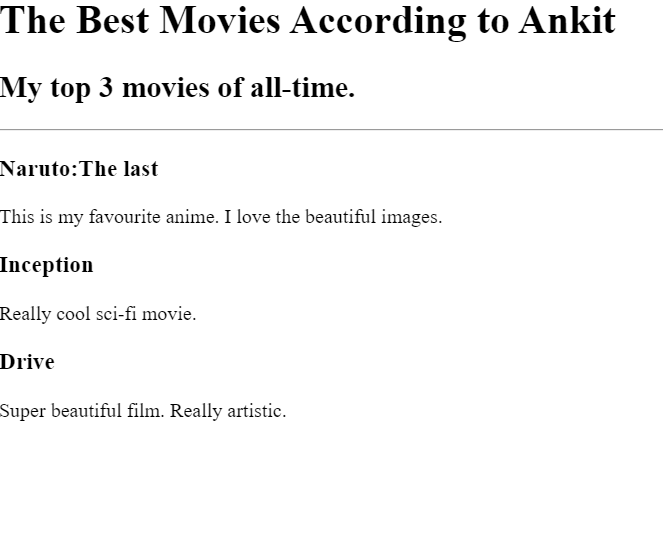 The Best Movies According to Ankit
My top 3 movies of all-time.
Naruto:The last
This is my favourite anime. I love the beautiful images.
Inception
Really cool sci-fi movie.
Drive
Super beautiful film. Really artistic.